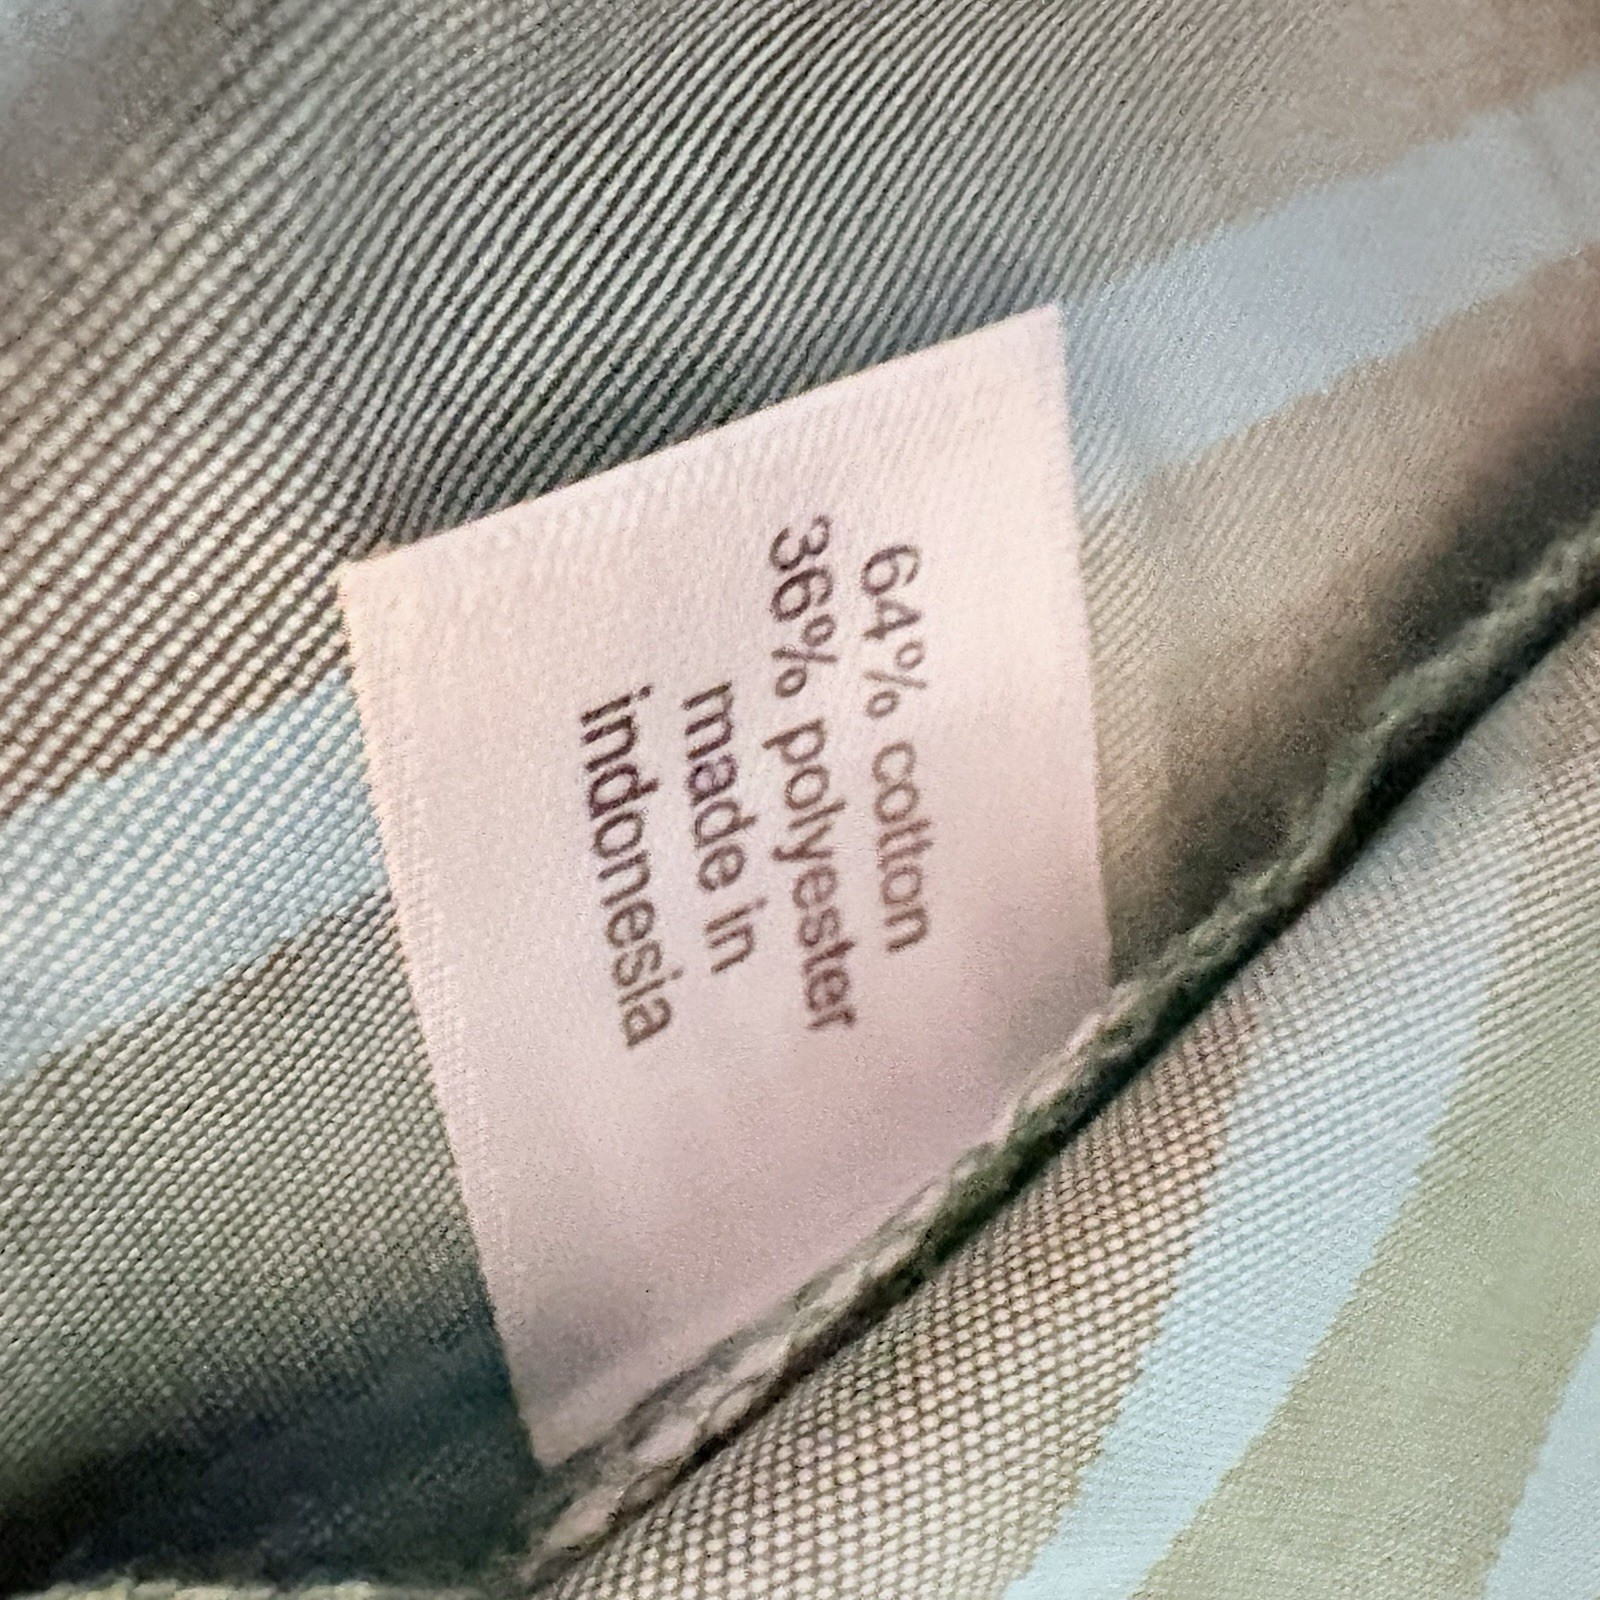 64% cotton
36% polyester
made in
indonesia